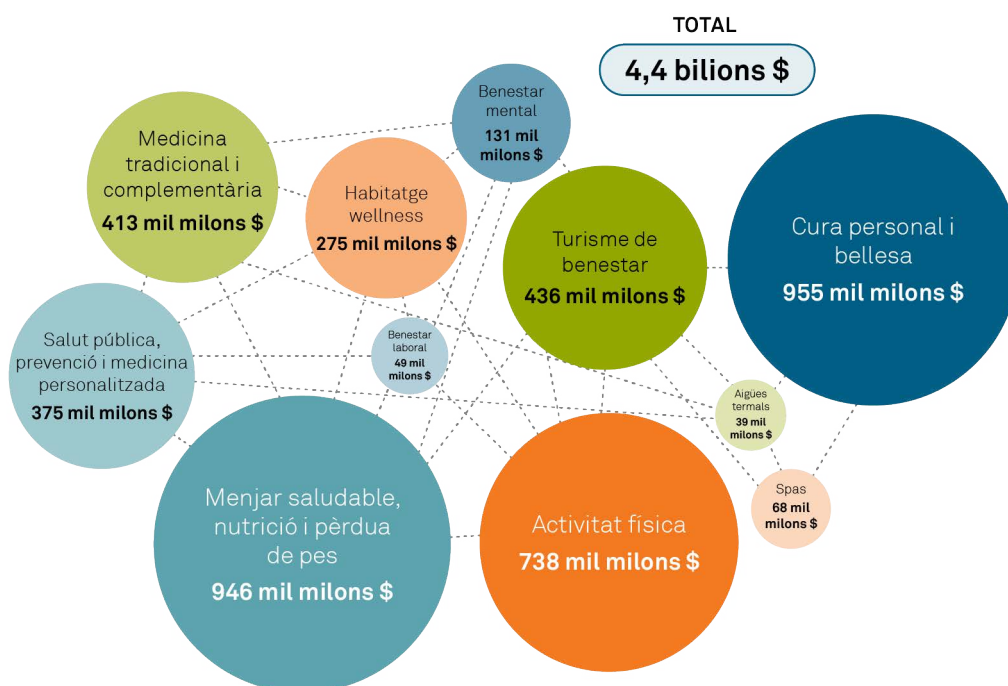 TOTAL
4,4 bilions $
Benestar
mental
131 mil
milons $
Medicina
tradicional i
complementària
413 mil milons $
Habitatge
wellness
275 mil milons $
Turisme de
benestar
436 mil milons $
Cura personal i
bellesa
955 mil milons $
Salut pública,
prevenció i medicina
personalitzada
375 mil milons $
Benestar
laboral
49 mil
milons $
Aigües
termals
39 mil
milons $
Menjar saludable,
nutrició i pèrdua
de pes
946 mil milons $
Activitat física
738 mil milons $
Spas
68 mil
milons $